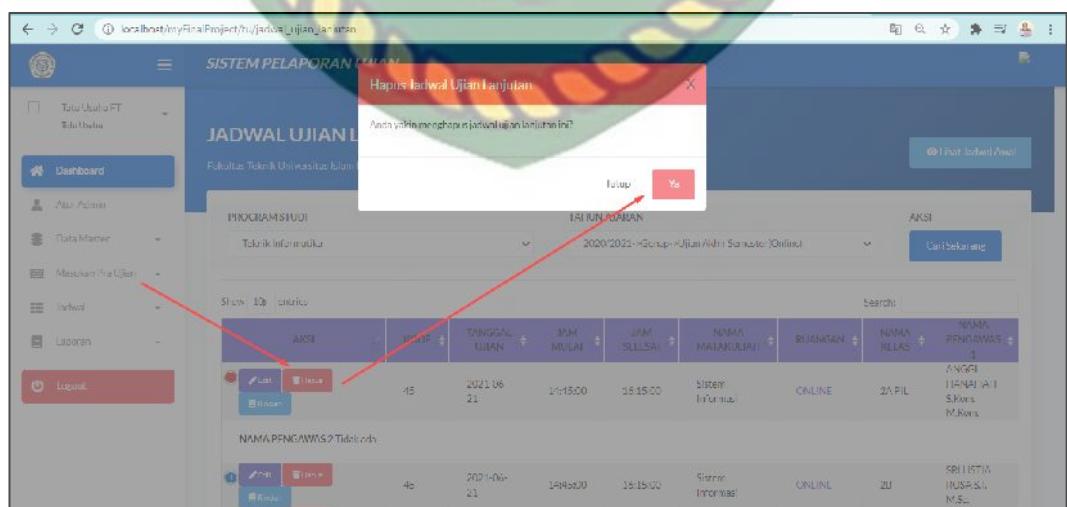 localhost/myFinalProject/tu/jadwal_ujian_lanjutan
SISTEM PELAPORAN UJIAN
Hapus Jadwal Ujian Lanjutan X
Anda yakin menghapus jadwal ujian lanjutan ini?
Tutup Ya
Tata Usaha FT
Tata Usaha
JADWAL UJIAN L
Fakultas Teknik Universitas Islam
Lihat Jadwal Awal
Dashboard
Atur Admin
Data Master
Masukan Pra Ujian
Jadwal
Laporan
Logout
PROGRAM STUDI
Teknik Informatika
TAHUN AJARAN
2020/2021->Genap->Ujian Akhir Semester(Online)
AKSI
Cari Sekarang
Show 10 entries
Search:
AKSI
KODE
TANGGAL UJIAN
JAM MULAI
JAM SELESAI
NAMA MATAKULIAH
RUANGAN
NAMA KELAS
NAMA PENGAWAS 1
Edit Hapus
45
2021-06-21
14:45:00
16:15:00
Sistem Informasi
ONLINE
2A PIL
S.Kom.
M.Kom.
NAMA PENGAWAS 2 Tidak ada
Edit Hapus
2021-06-21
14:45:00
16:15:00
Sistem Informasi
ONLINE
2B